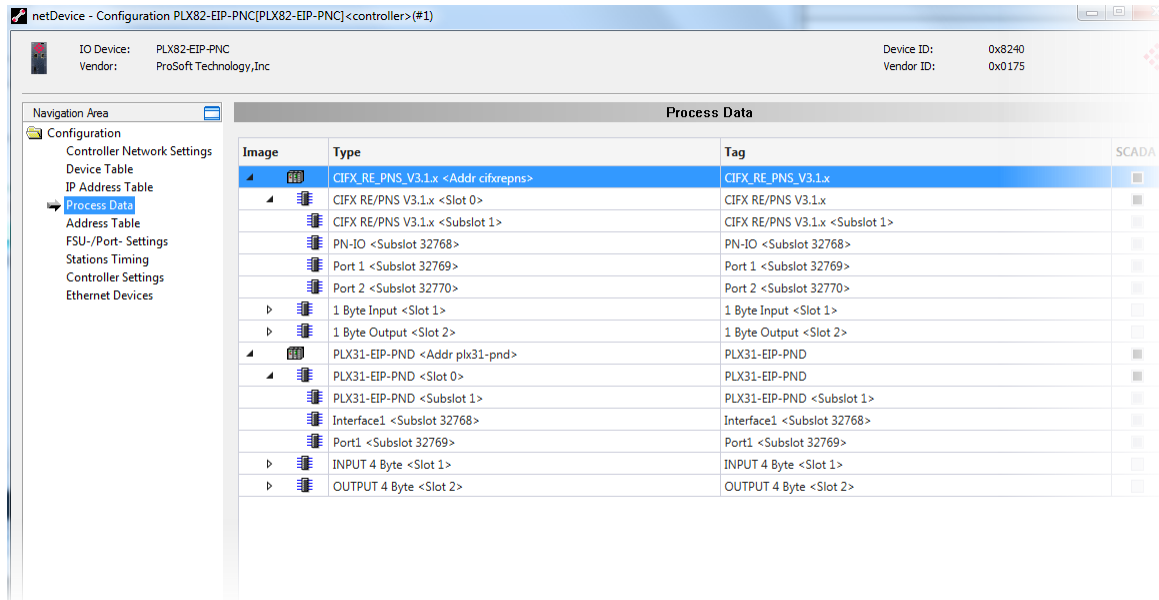 netDevice - Configuration PLX82-EIP-PNC[PLX82-EIP-PNC]<controller>(#1)
IO Device: PLX82-EIP-PNC Device ID: 0x8240
Vendor: ProSoft Technology,Inc Vendor ID: 0x0175
Navigation Area
Configuration
Controller Network Settings
Device Table
IP Address Table
Process Data
Address Table
FSU-/Port- Settings
Stations Timing
Controller Settings
Ethernet Devices
Process Data
Image Type Tag SCADA
CIFX_RE_PNS_V3.1.x <Addr cifxrepns> CIFX_RE_PNS_V3.1.x
CIFX RE/PNS V3.1.x <Slot 0> CIFX RE/PNS V3.1.x
CIFX RE/PNS V3.1.x <Subslot 1> CIFX RE/PNS V3.1.x <Subslot 1>
PN-IO <Subslot 32768> PN-IO <Subslot 32768>
Port 1 <Subslot 32769> Port 1 <Subslot 32769>
Port 2 <Subslot 32770> Port 2 <Subslot 32770>
1 Byte Input <Slot 1> 1 Byte Input <Slot 1>
1 Byte Output <Slot 2> 1 Byte Output <Slot 2>
PLX31-EIP-PND <Addr plx31-pnd> PLX31-EIP-PND
PLX31-EIP-PND <Slot 0> PLX31-EIP-PND
PLX31-EIP-PND <Subslot 1> PLX31-EIP-PND <Subslot 1>
Interface1 <Subslot 32768> Interface1 <Subslot 32768>
Port1 <Subslot 32769> Port1 <Subslot 32769>
INPUT 4 Byte <Slot 1> INPUT 4 Byte <Slot 1>
OUTPUT 4 Byte <Slot 2> OUTPUT 4 Byte <Slot 2>